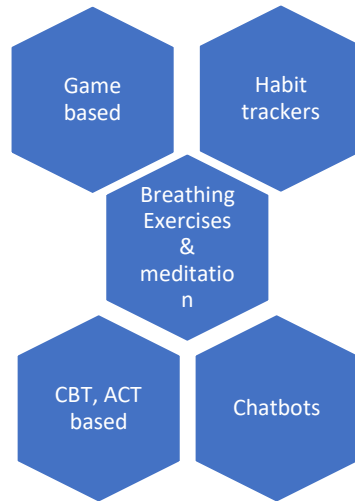 Game
based
Habit
trackers
Breathing
Exercises
&
meditatio
n
CBT, ACT
based
Chatbots